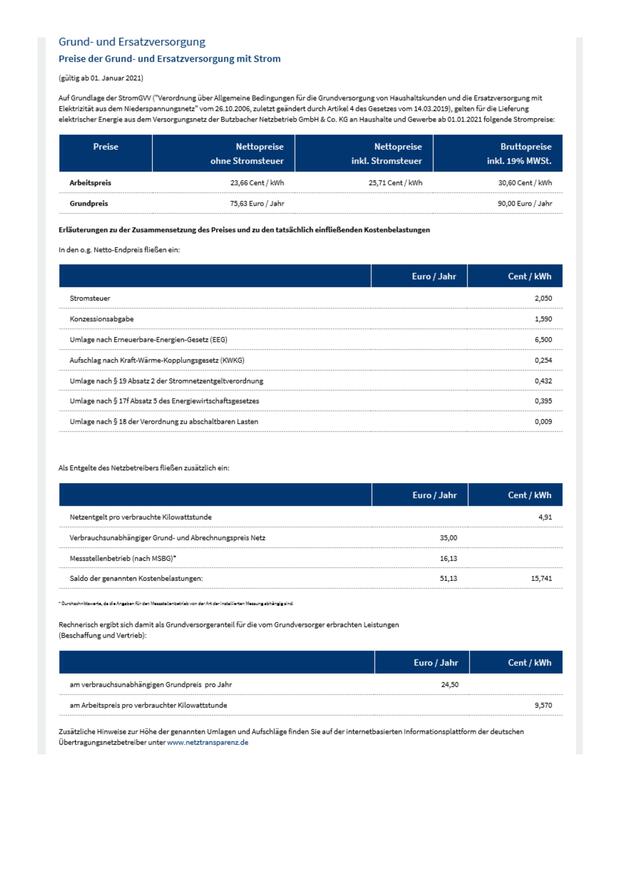 Grund- und Ersatzversorgung
Preise der Grund- und Ersatzversorgung mit Strom
(gültig ab 01. Januar 2021)
Auf Grundlage der StromGVV ("Verordnung über Allgemeine Bedingungen für die Grundversorgung von Haushaltskunden und die Ersatzversorgung mit
Elektrizität aus dem Niederspannungsnetz" vom 26.10.2006, zuletzt geändert durch Artikel 4 des Gesetzes vom 14.03.2019), gelten für die Lieferung
elektrischer Energie aus dem Versorgungsnetz der Butzbacher Netzbetrieb GmbH & Co. KG an Haushalte und Gewerbe ab 01.01.2021 folgende Strompreise:
Preise Nettopreise Nettopreise Bruttopreise
ohne Stromsteuer inkl. Stromsteuer inkl. 19% MWSt.
Arbeitspreis 23,66 Cent / kWh 25,71 Cent / kWh 30,60 Cent / kWh
Grundpreis 75,63 Euro / Jahr 90,00 Euro / Jahr
Erläuterungen zu der Zusammensetzung des Preises und zu den tatsächlich einfließenden Kostenbelastungen
In den o.g. Netto-Endpreis fließen ein:
Euro / Jahr Cent / kWh
Stromsteuer 2,050
Konzessionsabgabe 1,590
Umlage nach Erneuerbare-Energien-Gesetz (EEG) 6,500
Aufschlag nach Kraft-Wärme-Kopplungsgesetz (KWKG) 0,254
Umlage nach § 19 Absatz 2 der Stromnetzentgeltverordnung 0,432
Umlage nach § 17f Absatz 5 des Energiewirtschaftsgesetzes 0,395
Umlage nach § 18 der Verordnung zu abschaltbaren Lasten 0,009
Als Entgelte des Netzbetreibers fließen zusätzlich ein:
Euro / Jahr Cent / kWh
Netzentgelt pro verbrauchte Kilowattstunde 4,91
Verbrauchsunabhängiger Grund- und Abrechnungspreis Netz 35,00
Messstellenbetrieb (nach MSBG)* 16,13
Saldo der genannten Kostenbelastungen: 51,13 15,741
* Durchschnittswerte, da die Angaben für den Messstellenbetrieb von der Art der installierten Messung abhängig sind.
Rechnerisch ergibt sich damit als Grundversorgeranteil für die vom Grundversorger erbrachten Leistungen
(Beschaffung und Vertrieb):
Euro / Jahr Cent / kWh
am verbrauchsunabhängigen Grundpreis pro Jahr 24,50
am Arbeitspreis pro verbrauchter Kilowattstunde 9,570
Zusätzliche Hinweise zur Höhe der genannten Umlagen und Aufschläge finden Sie auf der internetbasierten Informationsplattform der deutschen
Übertragungsnetzbetreiber unter www.netztransparenz.de